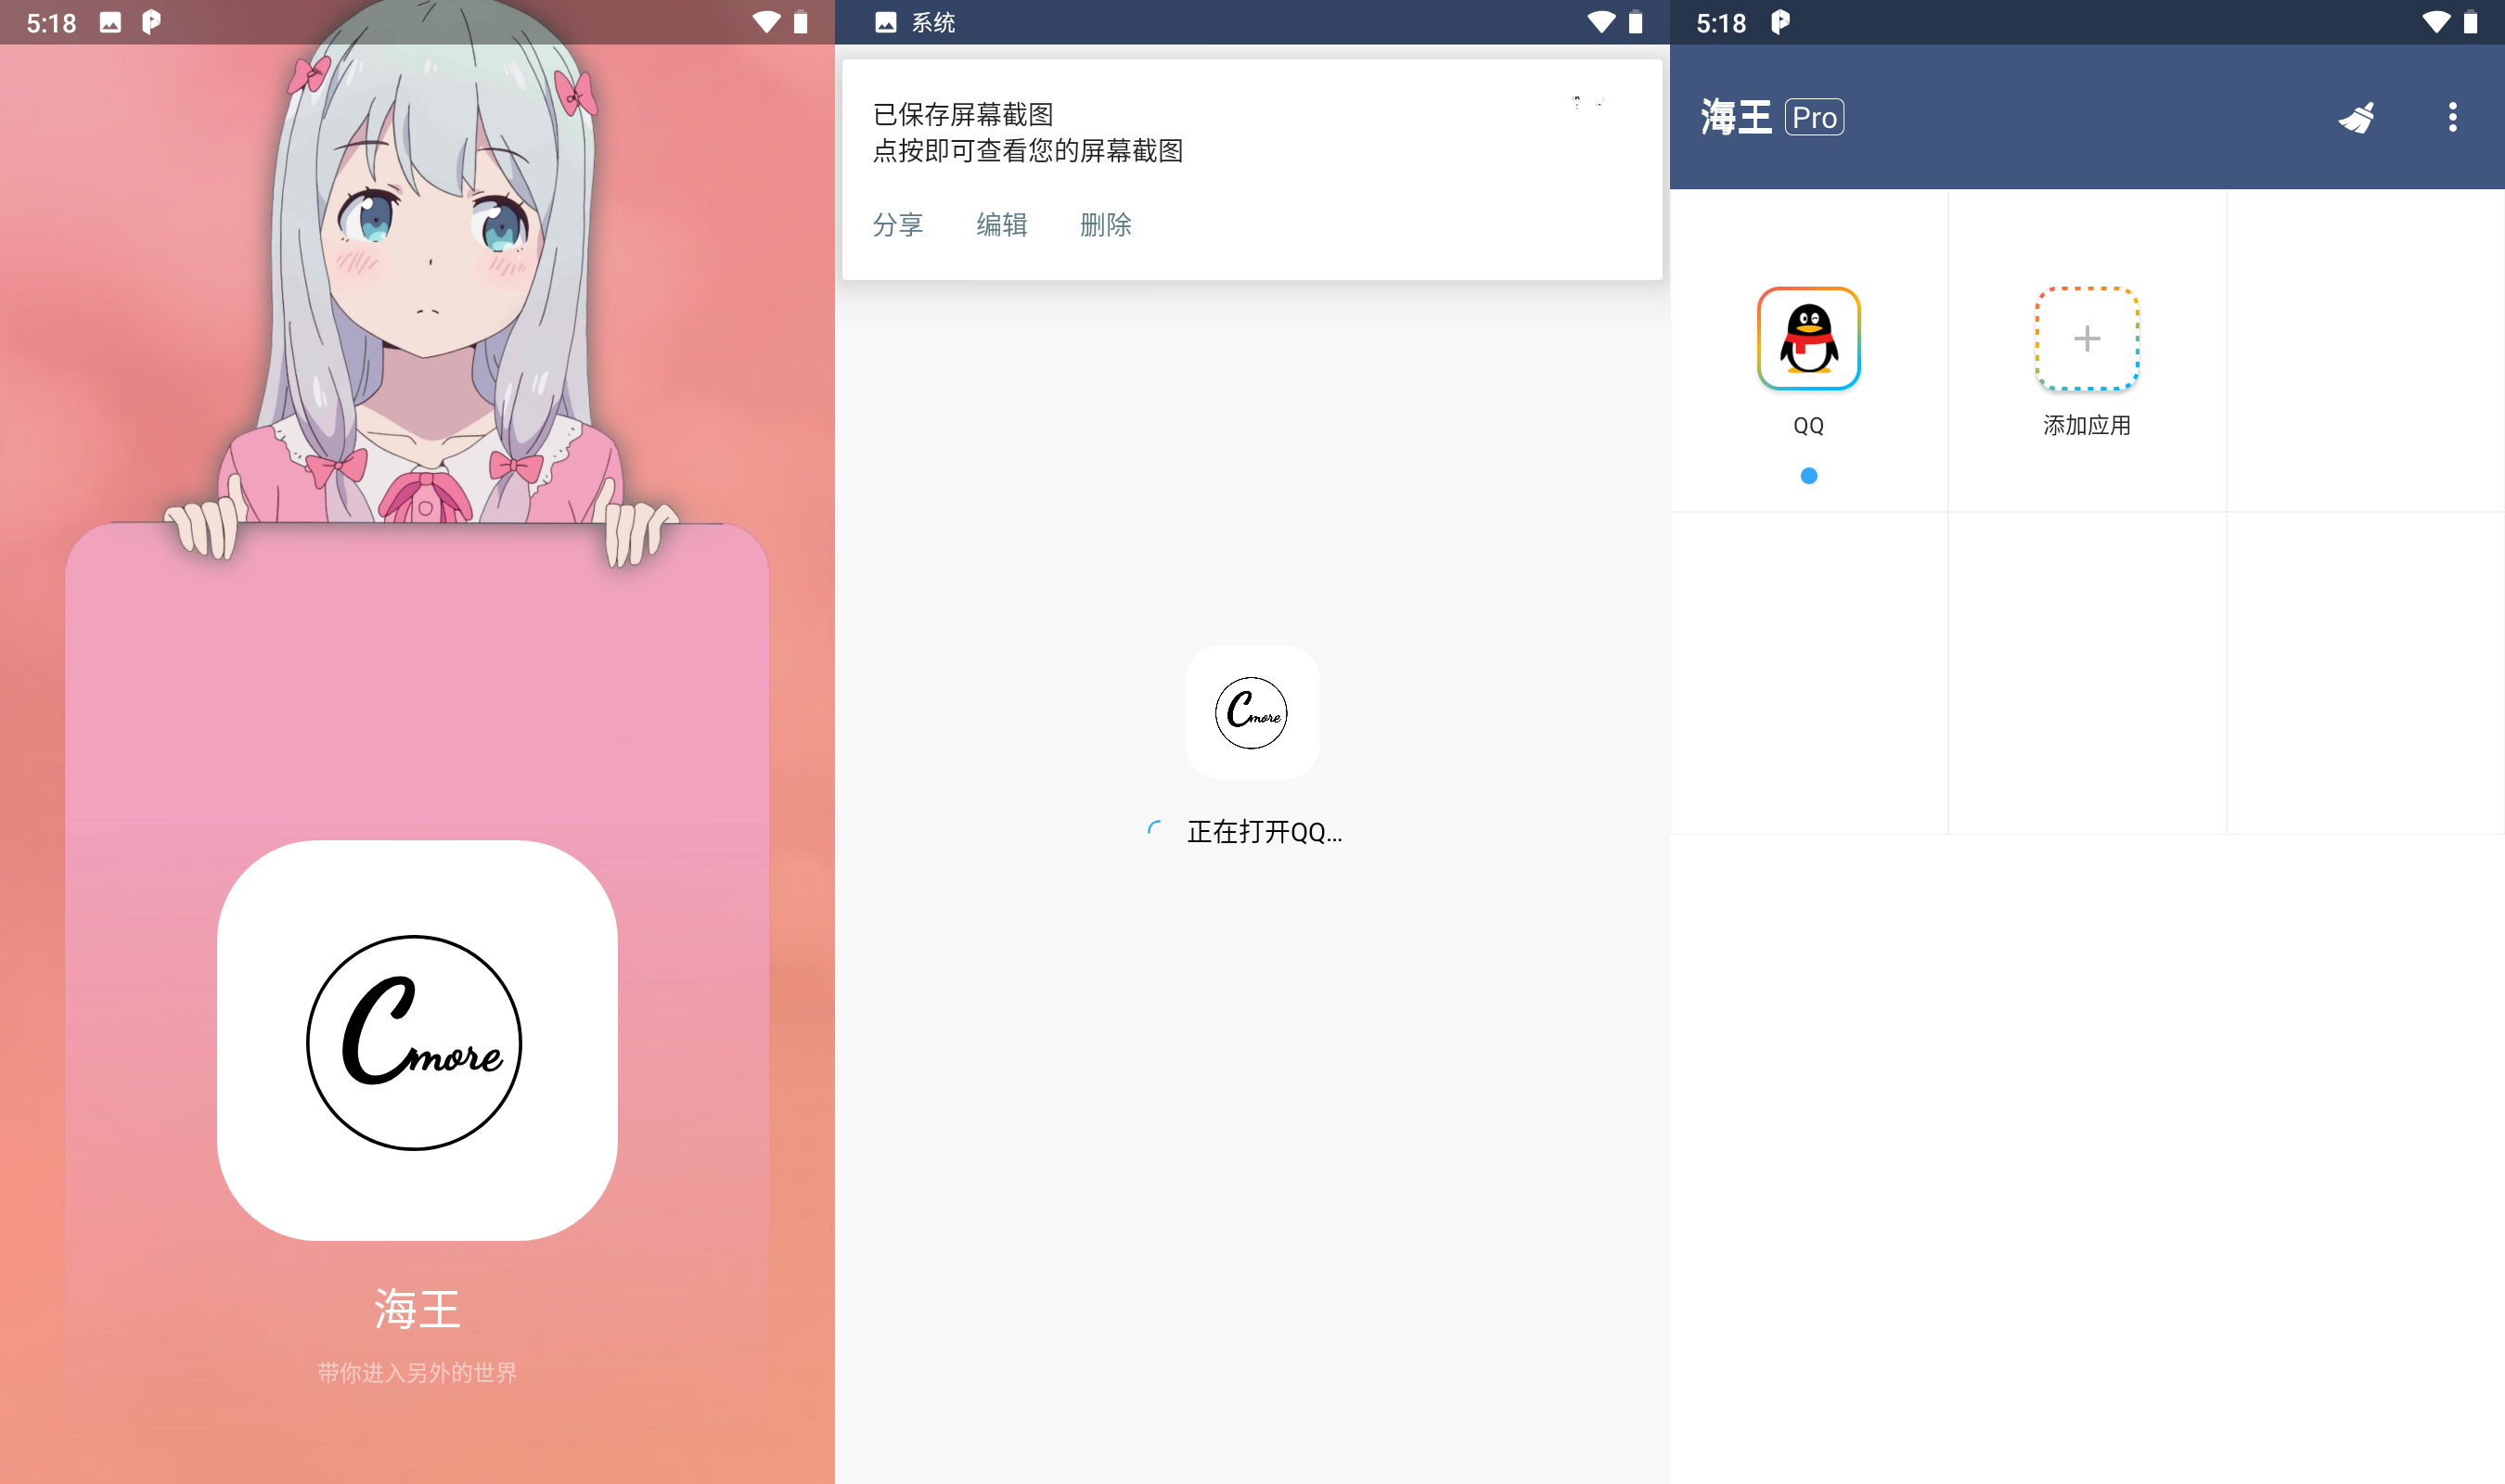 5:18
Cmore
海王
带你进入另外的世界
系统
已保存屏幕截图
点按即可查看您的屏幕截图
分享 编辑 删除
Cmore
正在打开QQ...
5:18
海王 Pro
QQ 添加应用